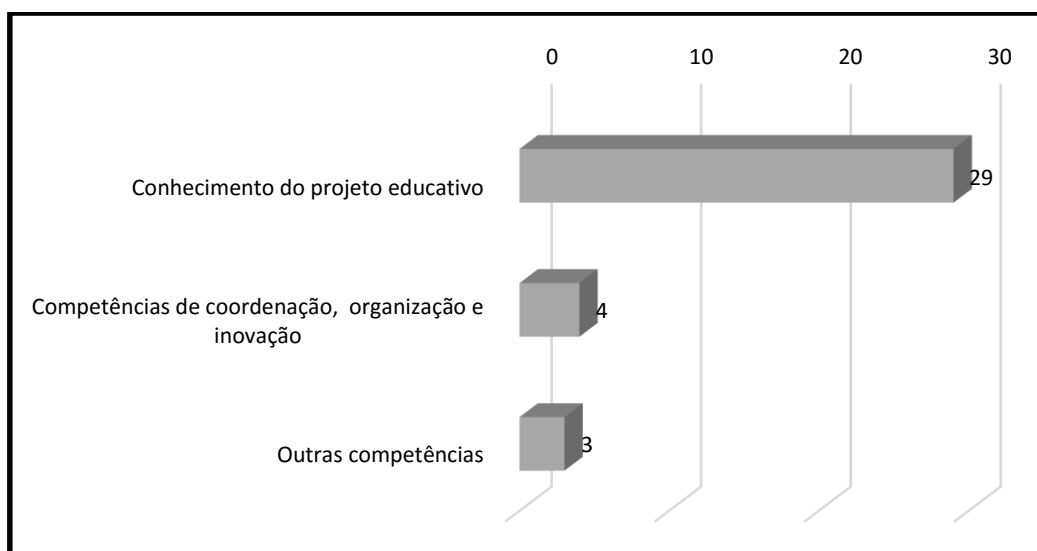 0 10 20 30
Conhecimento do projeto educativo
29
Competências de coordenação, organização e
inovação
4
Outras competências
3